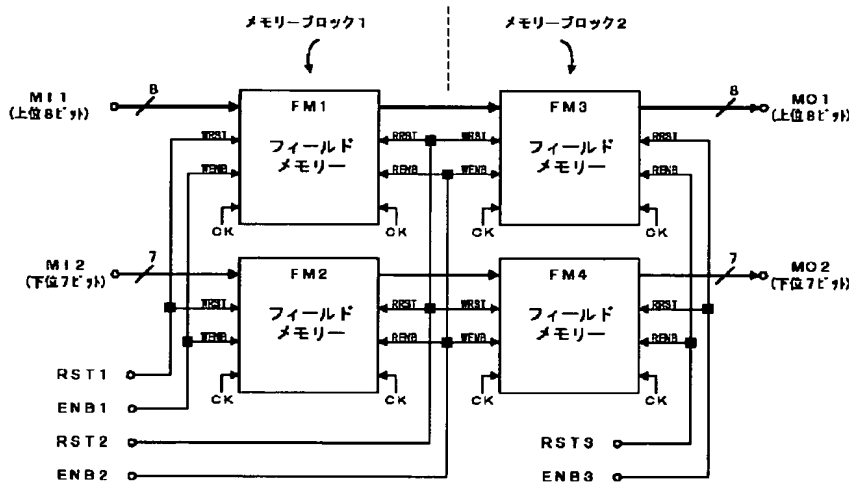 メモリーブロック1
メモリーブロック2
8
8
MI1
(上位8ビット)
FM1
FM3
MO1
(上位8ビット)
WRST
フィールド
メモリー
RRST
WRST
フィールド
メモリー
RRST
WENB
RENB
WENB
RENB
CK
CK
CK
CK
7
7
MI2
(下位7ビット)
FM2
FM4
MO2
(下位7ビット)
WRST
フィールド
メモリー
RRST
WRST
フィールド
メモリー
RRST
WENB
RENB
WENB
RENB
CK
CK
CK
CK
RST1
ENB1
RST2
RST3
ENB2
ENB3